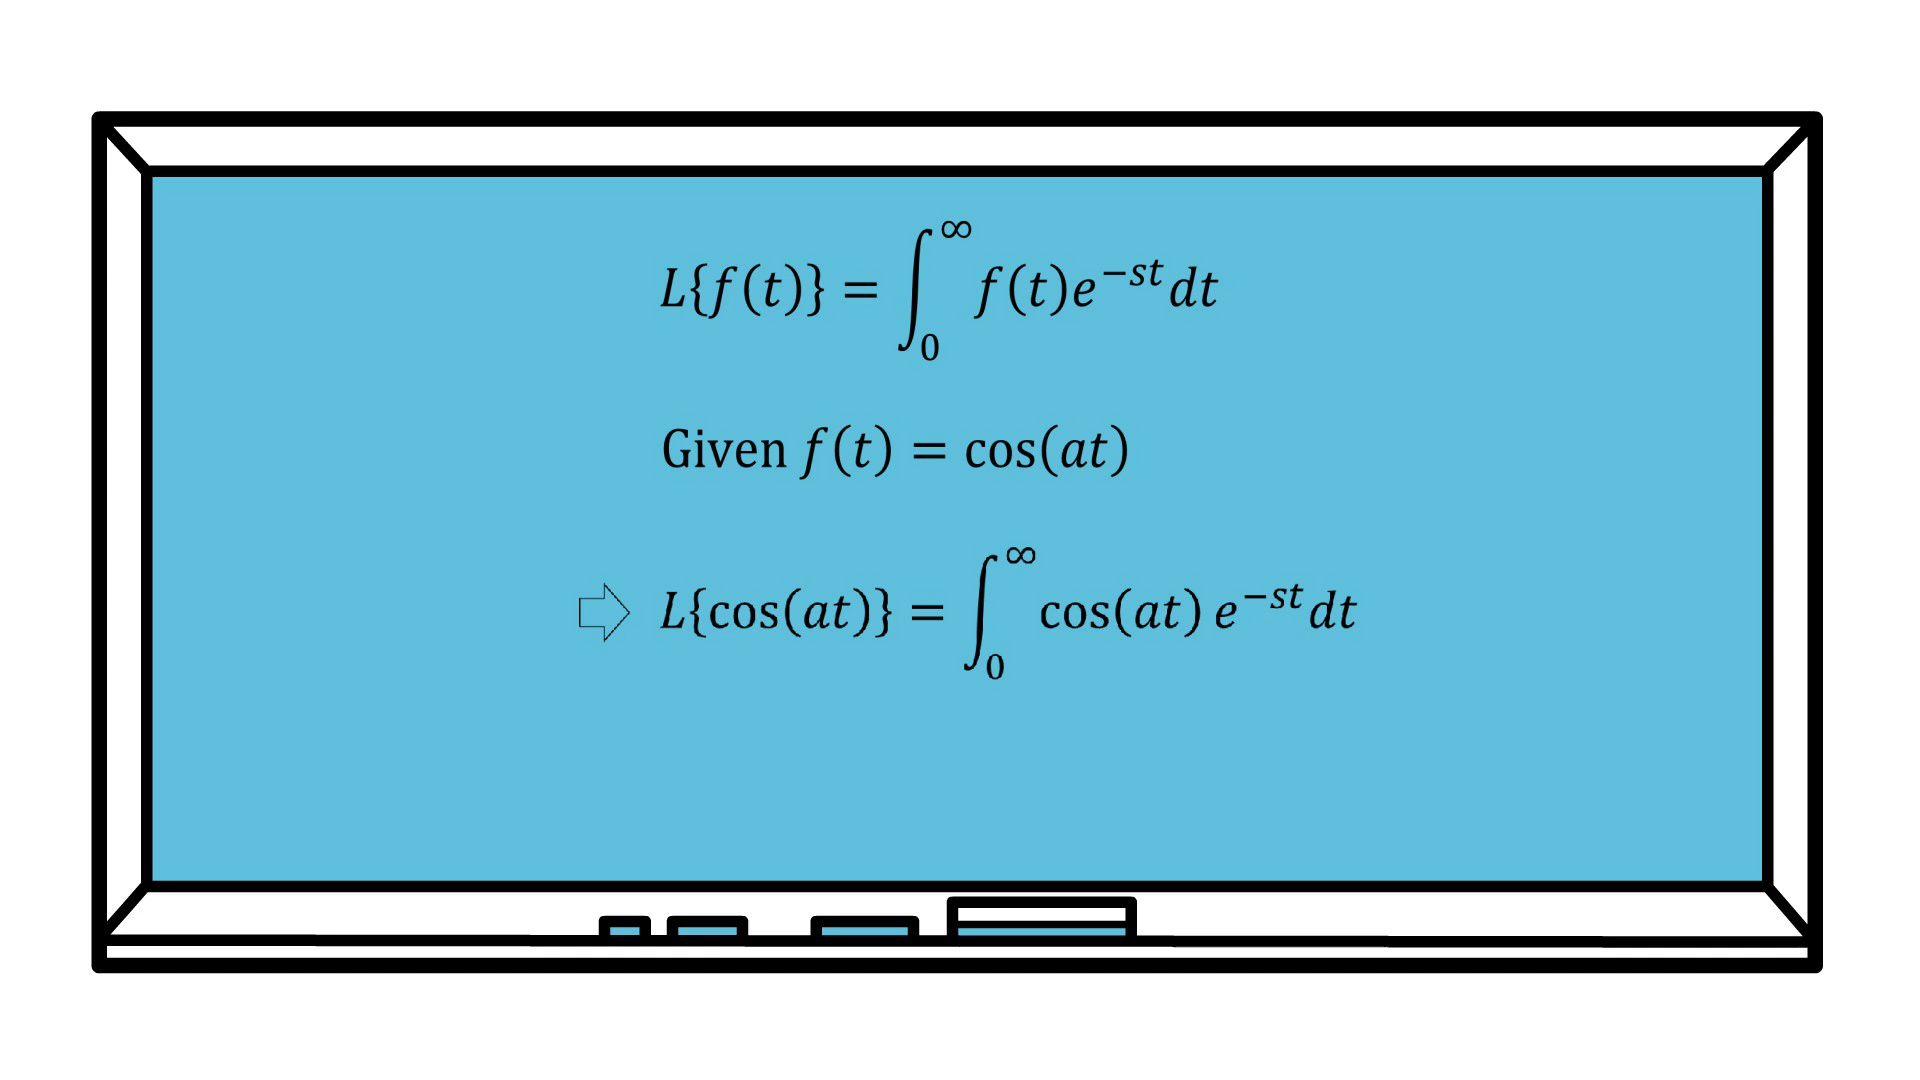 L{f(t)} = ∫₀^∞ f(t)e^{−st}dt
Given f(t) = cos(at)
⇨ L{cos(at)} = ∫₀^∞ cos(at) e^{−st}dt